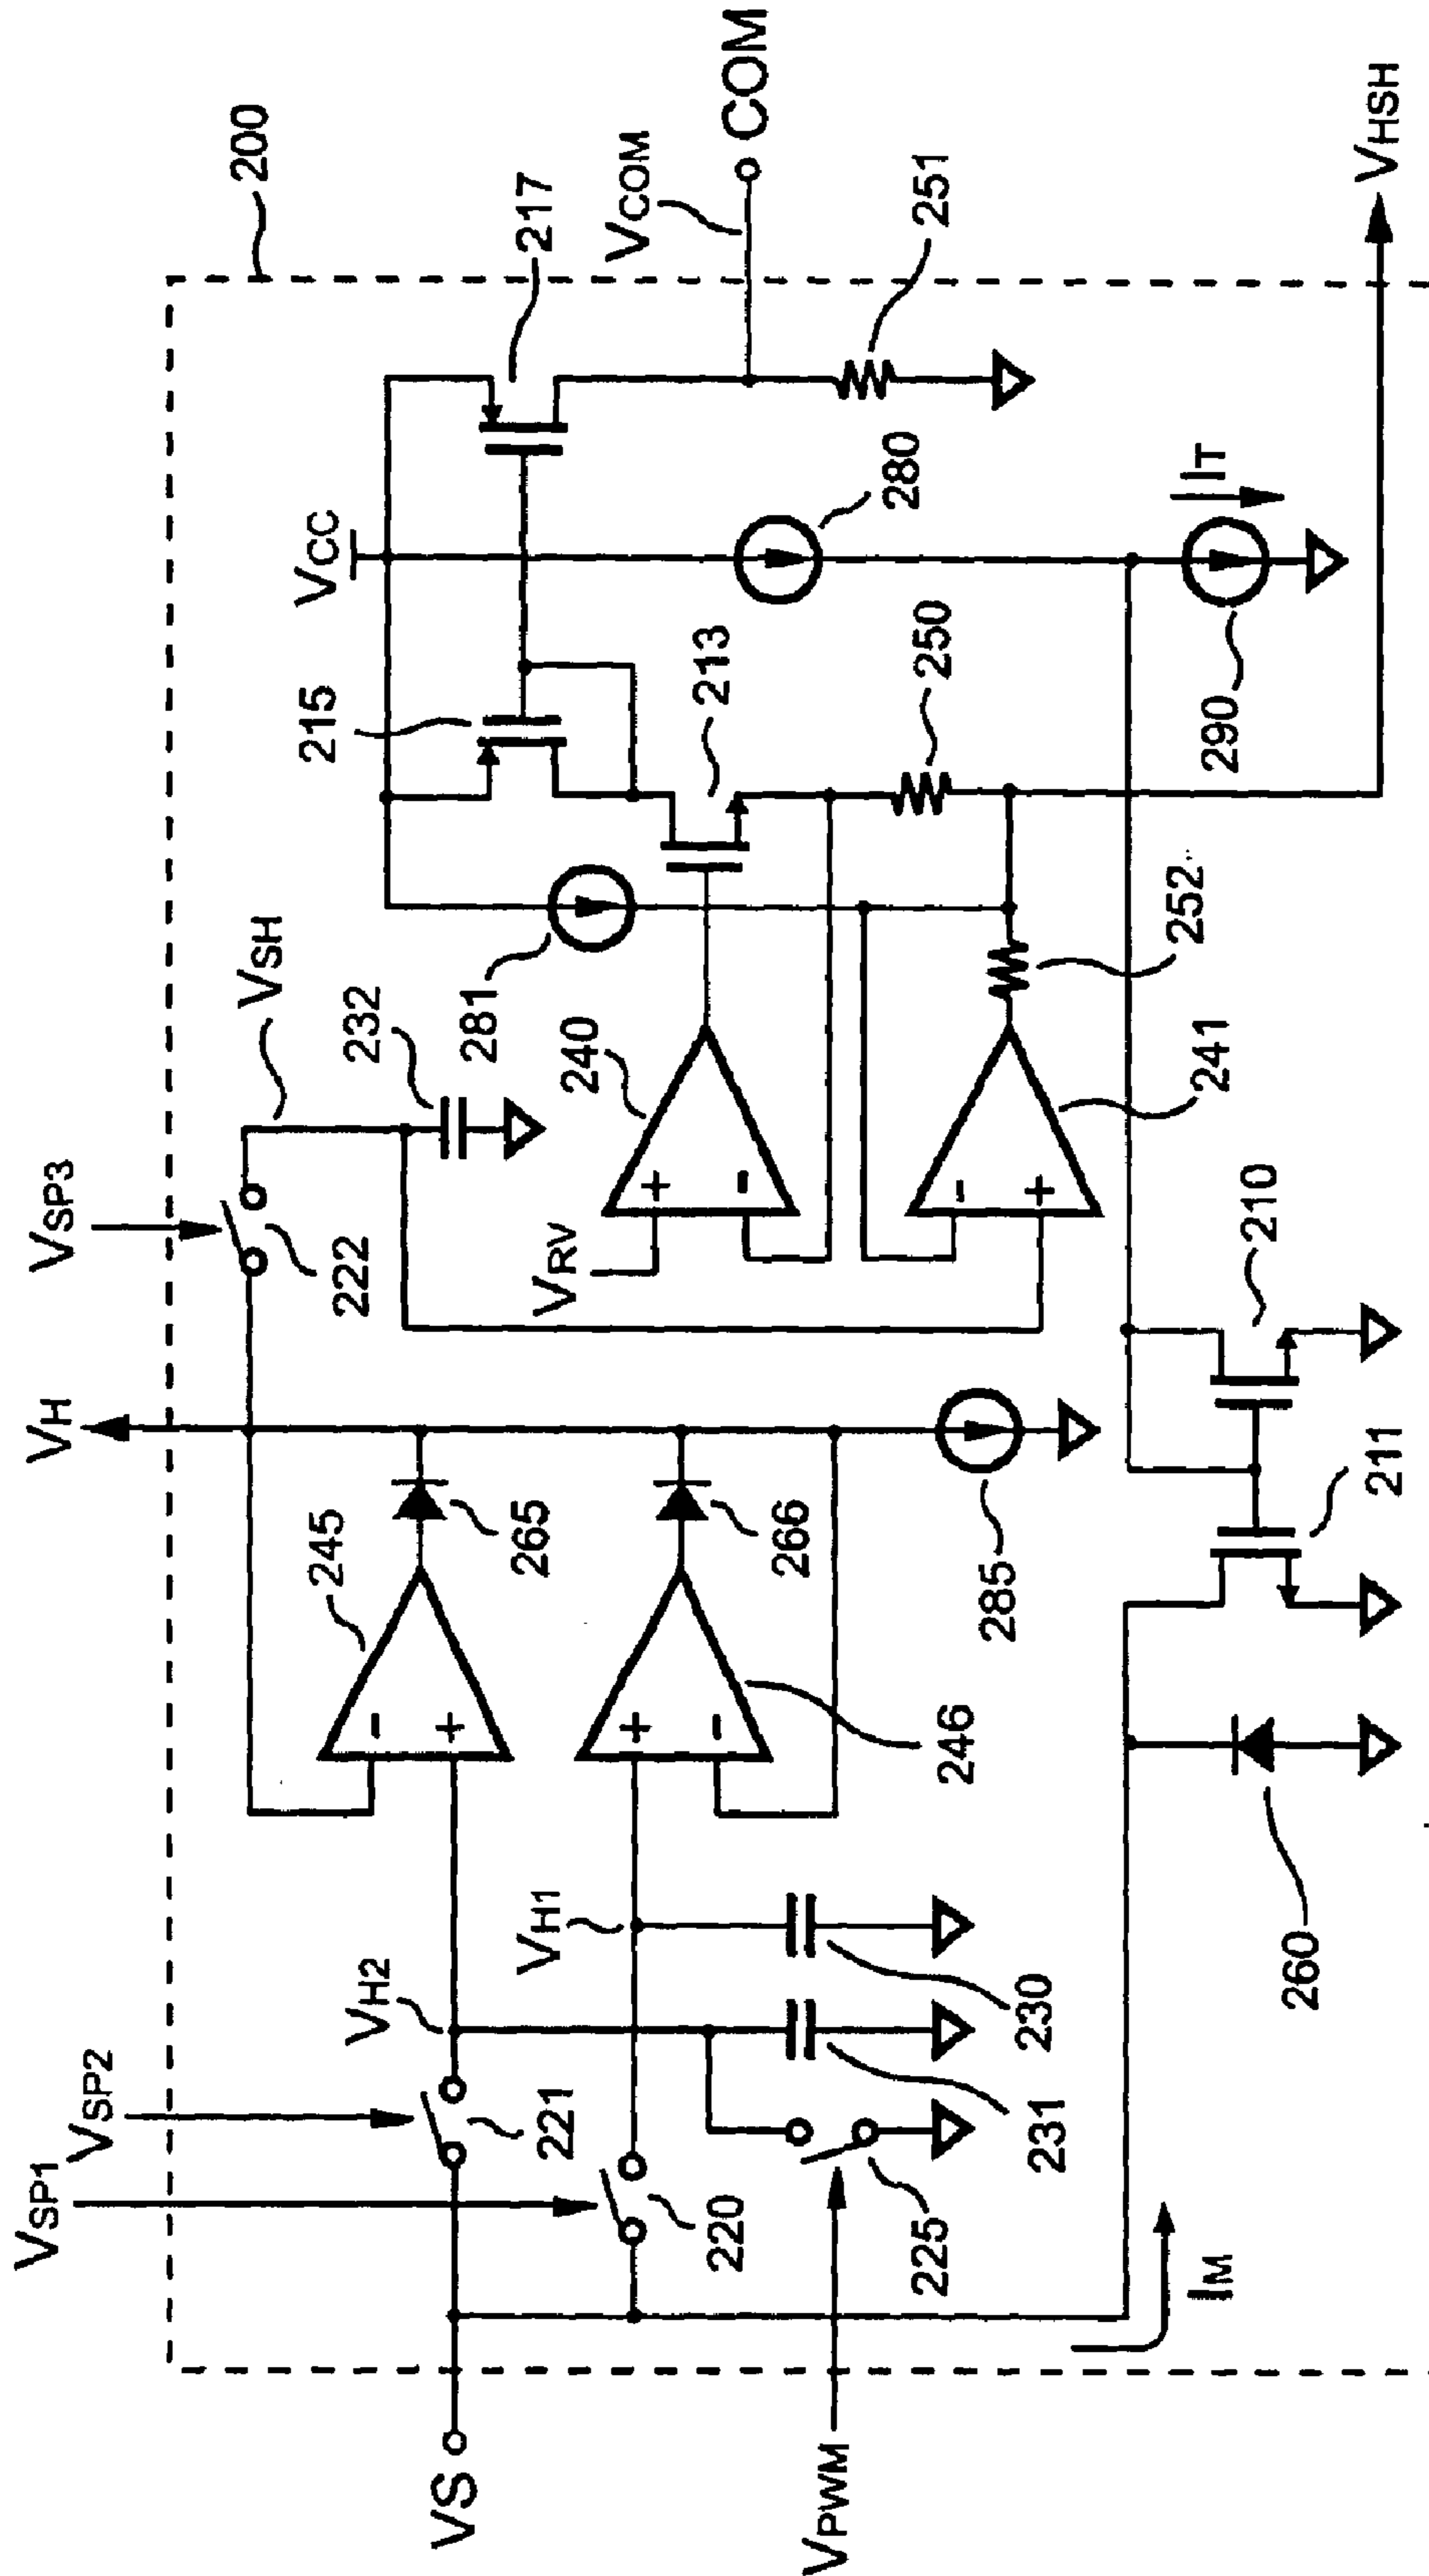 200
VSP1
VSP2
VH
VSP3
VSH
VCC
VCOM
COM
VS
VH2
VH1
VPWM
221
220
225
231
230
245
246
265
266
285
222
232
281
VRV
240
241
252
215
213
250
217
251
280
290
IT
VHSH
IM
260
211
210
+
-
+
-
+
-
+
-